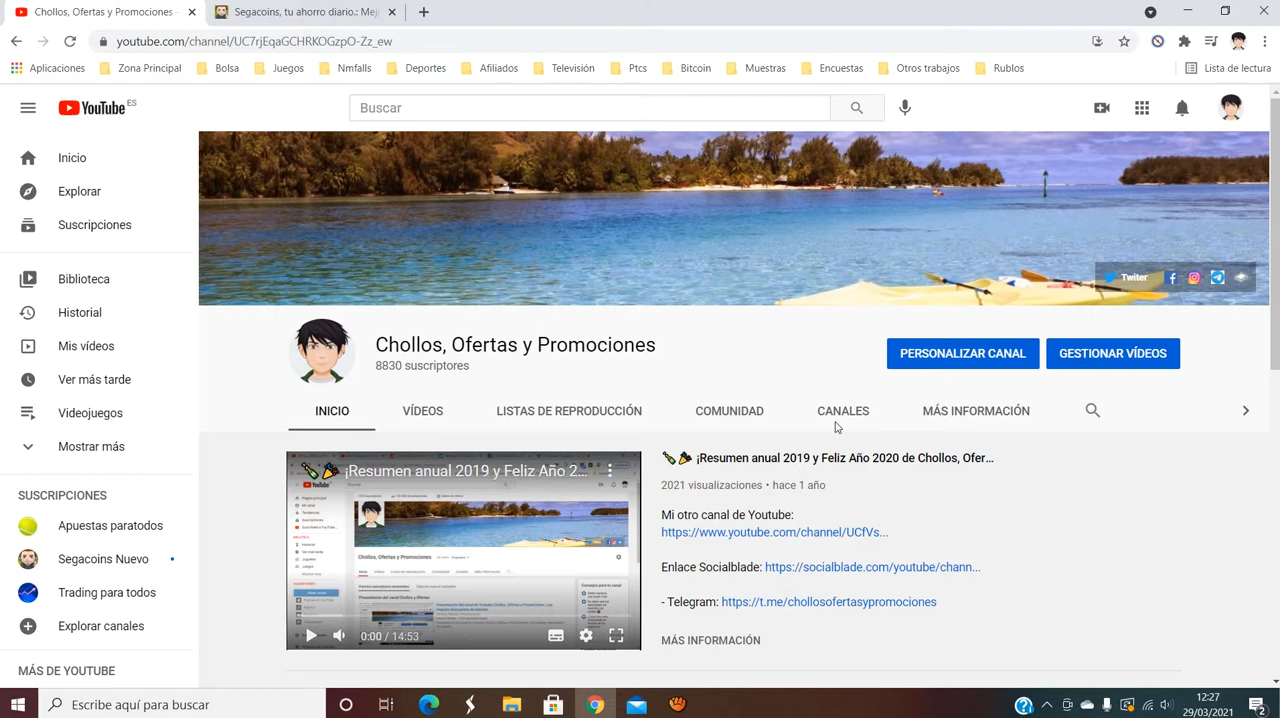 Chollos, Ofertas y Promociones -
Segacoins, tu ahorro diario.: Mej
youtube.com/channel/UC7rjEqaGCHRKOGzpO-Zz_ew
Aplicaciones Zona Principal Bolsa Juegos Nmfalls Deportes Afiliados Televisión Ptcs Bitcoin Muestras Encuestas Otros trabajos Rublos Lista de lectura
YouTube ES
Buscar
Inicio
Explorar
Suscripciones
Biblioteca
Historial
Mis vídeos
Ver más tarde
Videojuegos
Mostrar más
SUSCRIPCIONES
Apuestas paratodos
Segacoins Nuevo
Trading para todos
Explorar canales
MÁS DE YOUTUBE
Twiter
Chollos, Ofertas y Promociones
8830 suscriptores
PERSONALIZAR CANAL
GESTIONAR VÍDEOS
INICIO VÍDEOS LISTAS DE REPRODUCCIÓN COMUNIDAD CANALES MÁS INFORMACIÓN
¡Resumen anual 2019 y Feliz Año 2...
Chollos, Ofertas y Promociones
0:00 / 14:53
¡Resumen anual 2019 y Feliz Año 2020 de Chollos, Ofer...
2021 visualizaciones • hace 1 año
Mi otro canal de Youtube:
https://www.youtube.com/channel/UCfVs...
Enlace Socialblade: https://socialblade.com/youtube/chann...
- Telegram: https://t.me/chollosofertasypromociones
MÁS INFORMACIÓN
Escribe aquí para buscar
12:27
29/03/2021
2